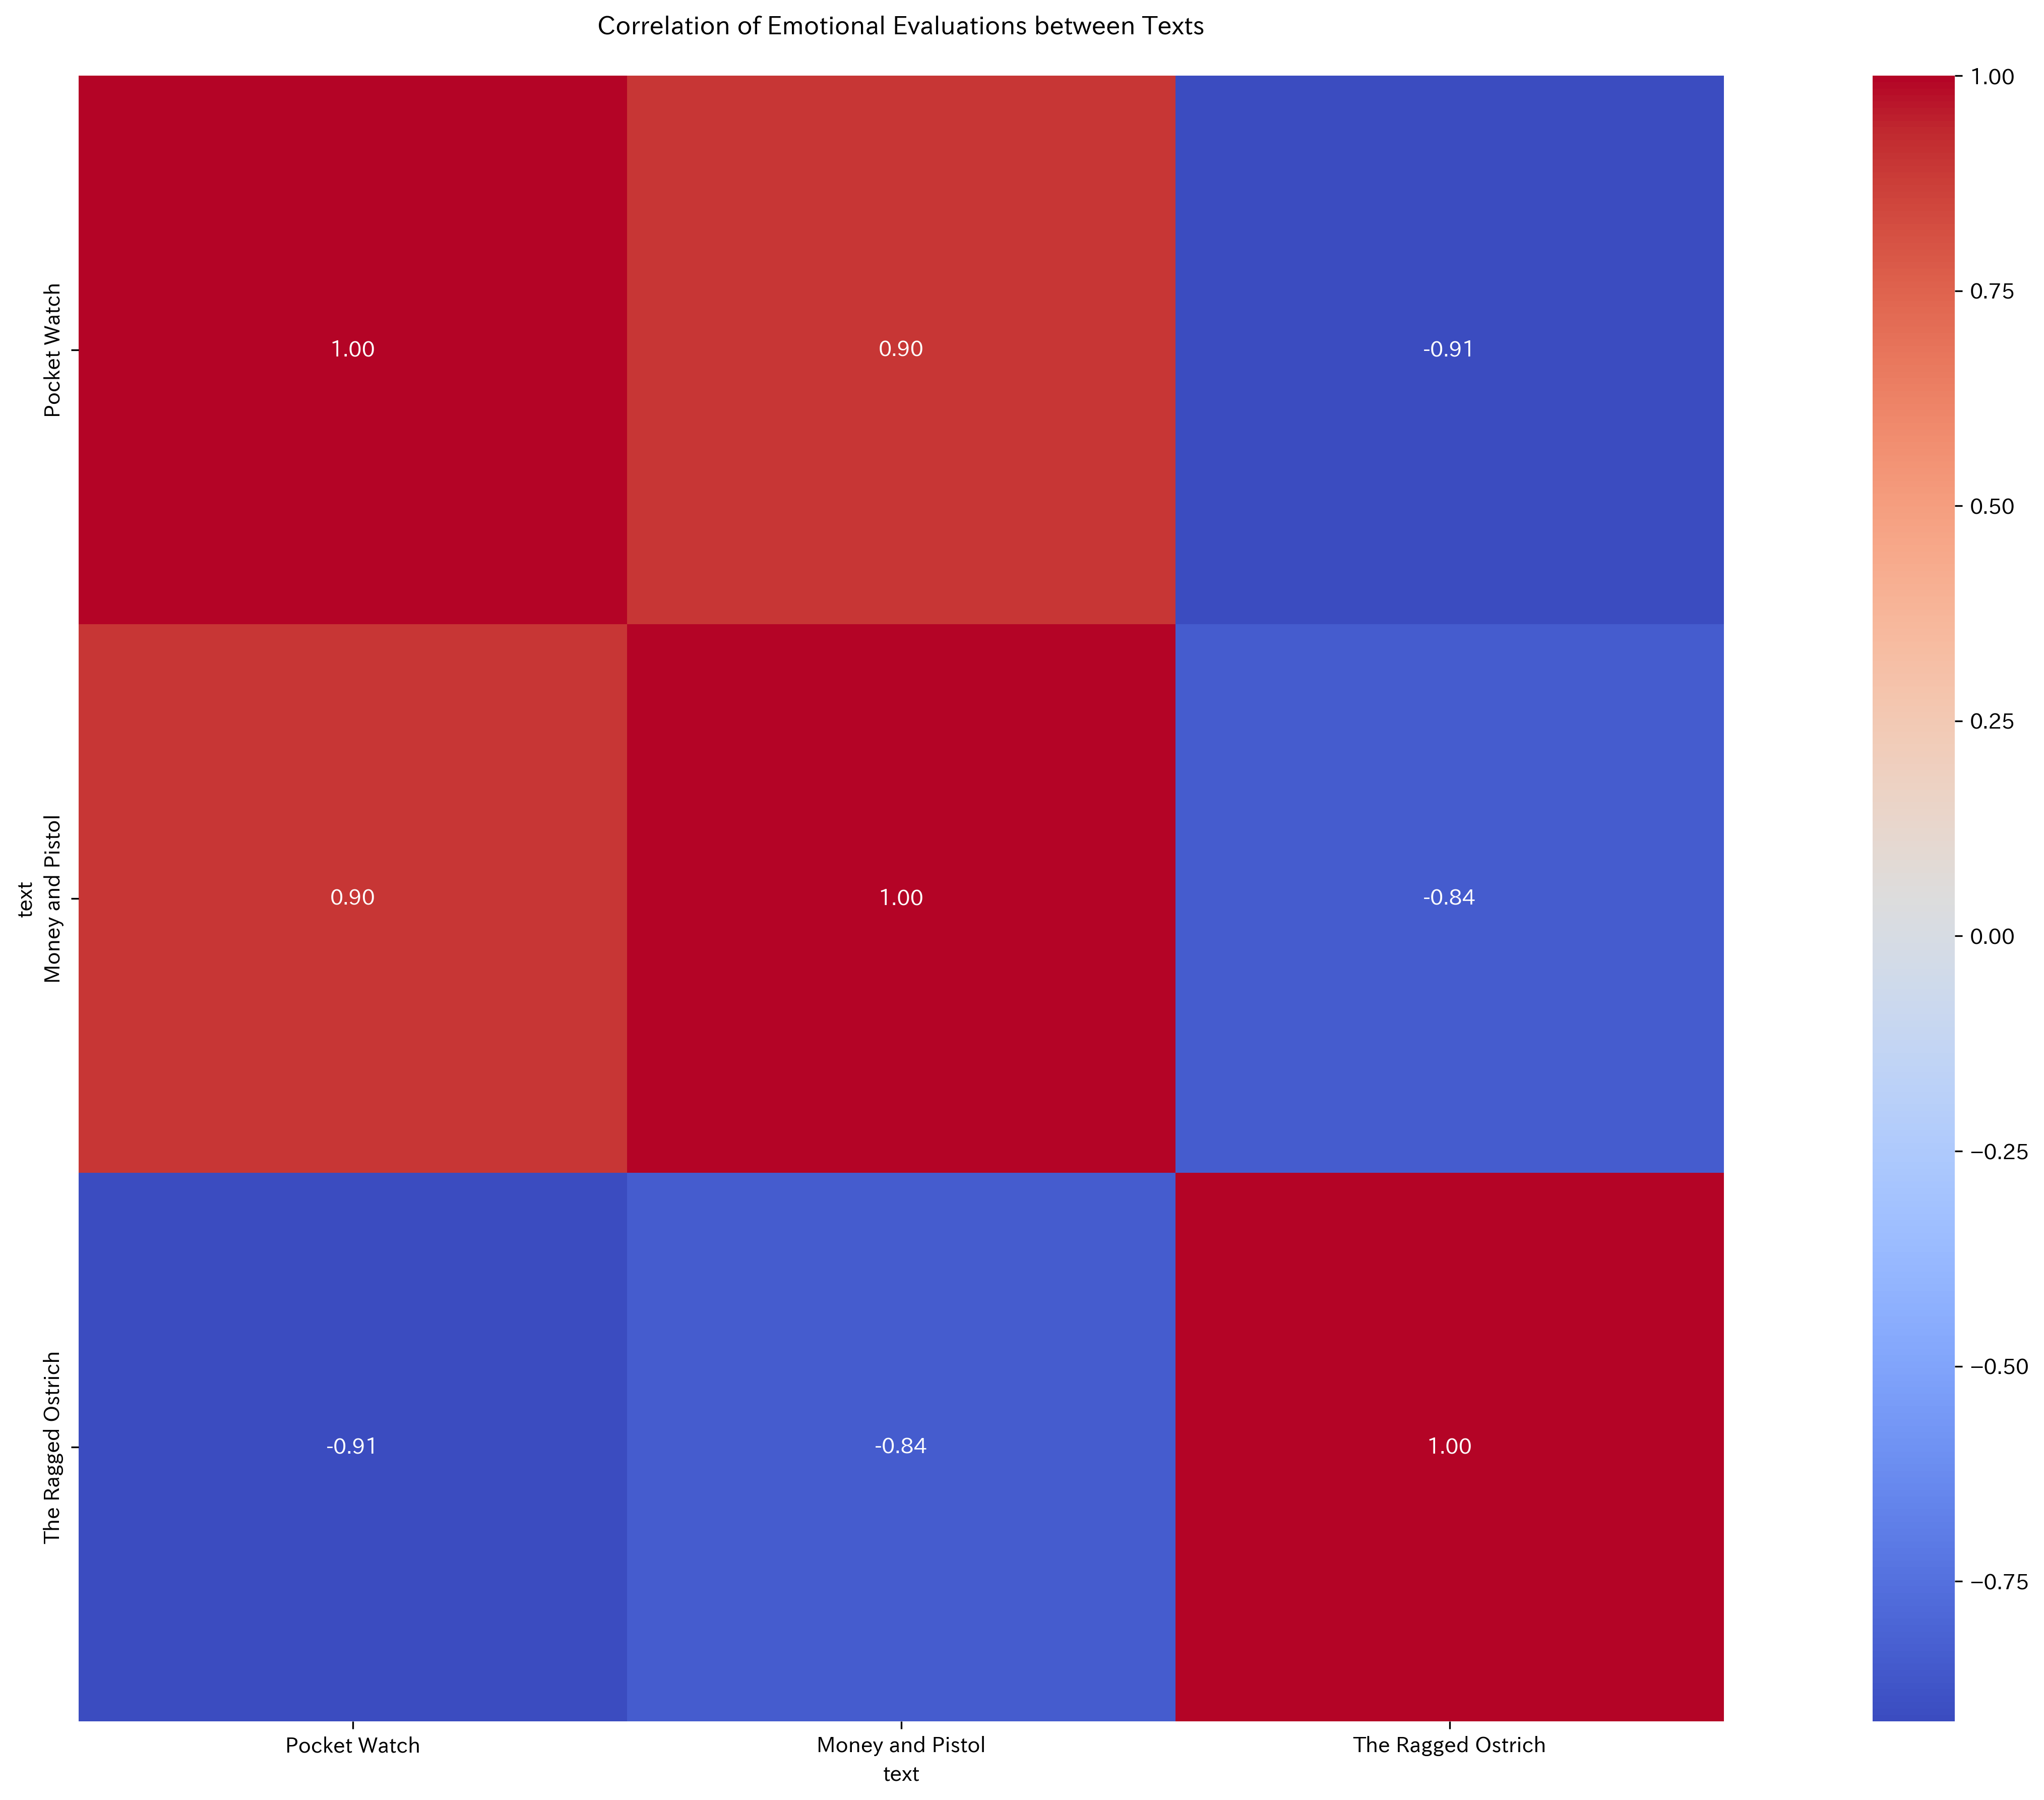 Correlation of Emotional Evaluations between Texts
Pocket Watch
1.00
0.90
-0.91
text
Money and Pistol
0.90
1.00
-0.84
The Ragged Ostrich
-0.91
-0.84
1.00
Pocket Watch
Money and Pistol
The Ragged Ostrich
text
1.00
0.75
0.50
0.25
0.00
−0.25
−0.50
−0.75